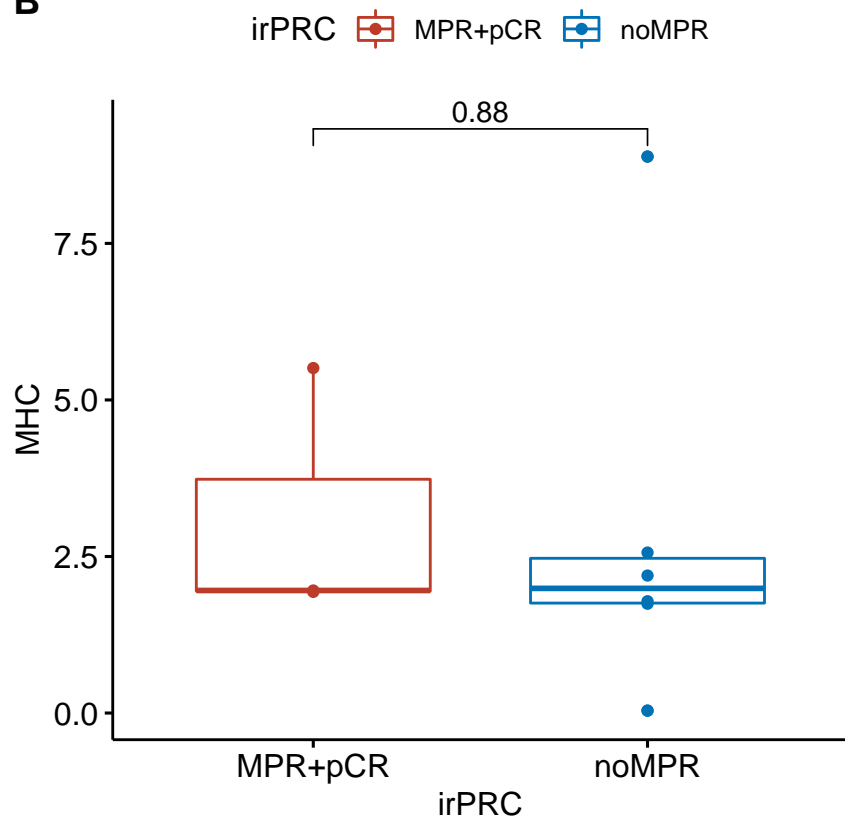 B
irPRC MPR+pCR noMPR
0.88
7.5
5.0
2.5
0.0
MHC
MPR+pCR noMPR
irPRC